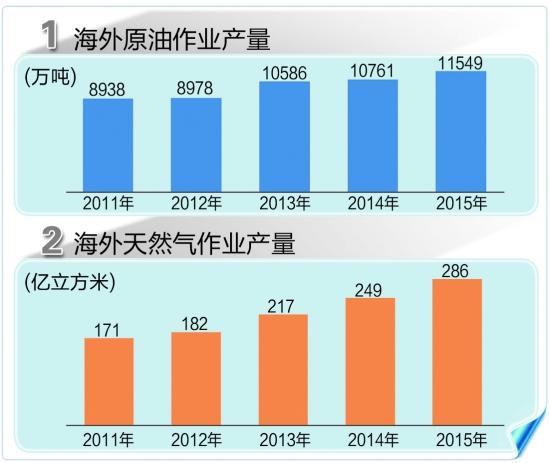 1 海外原油作业产量
(万吨)
8938 8978 10586 10761 11549
2011年 2012年 2013年 2014年 2015年
2 海外天然气作业产量
(亿立方米)
171 182 217 249 286
2011年 2012年 2013年 2014年 2015年